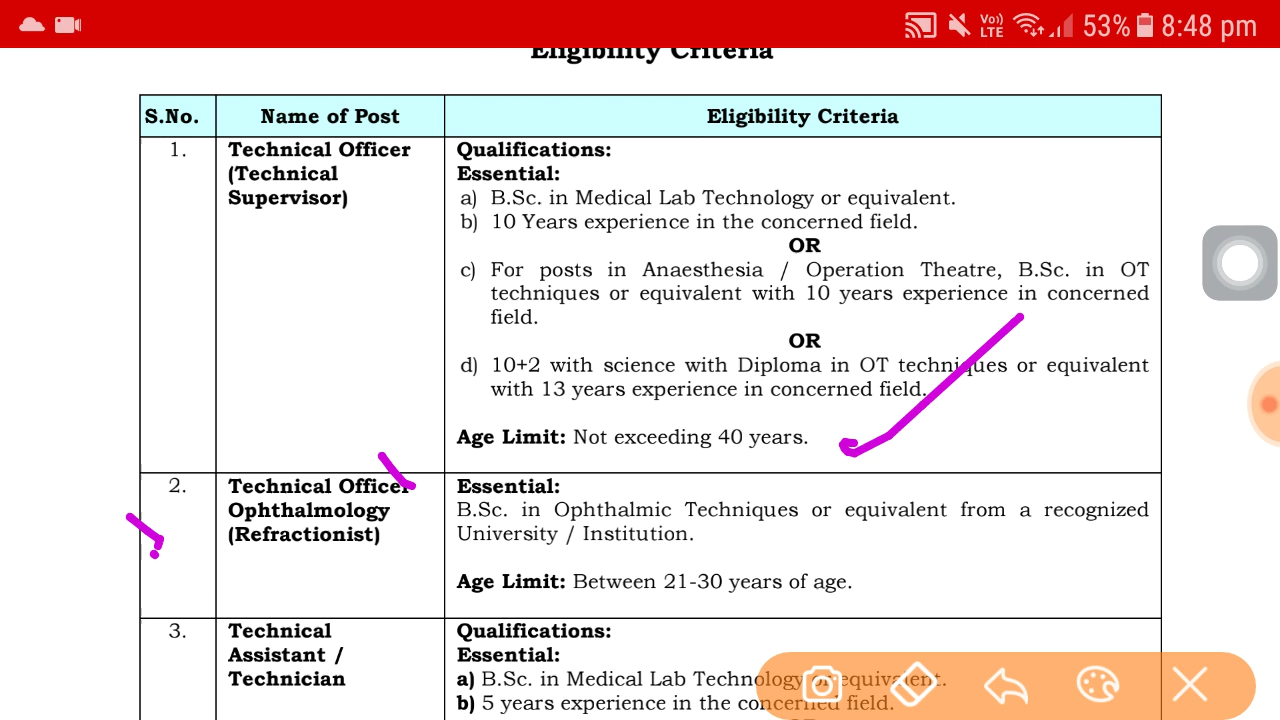 Vo)) LTE 53% 8:48 pm
Eligibility Criteria
S.No. Name of Post Eligibility Criteria
1. Technical Officer
(Technical
Supervisor)
Qualifications:
Essential:
a) B.Sc. in Medical Lab Technology or equivalent.
b) 10 Years experience in the concerned field.
OR
c) For posts in Anaesthesia / Operation Theatre, B.Sc. in OT
techniques or equivalent with 10 years experience in concerned
field.
OR
d) 10+2 with science with Diploma in OT techniques or equivalent
with 13 years experience in concerned field.
Age Limit: Not exceeding 40 years.
2. Technical Officer
Ophthalmology
(Refractionist)
Essential:
B.Sc. in Ophthalmic Techniques or equivalent from a recognized
University / Institution.
Age Limit: Between 21-30 years of age.
3. Technical
Assistant /
Technician
Qualifications:
Essential:
a) B.Sc. in Medical Lab Technology or equivalent.
b) 5 years experience in the concerned field.